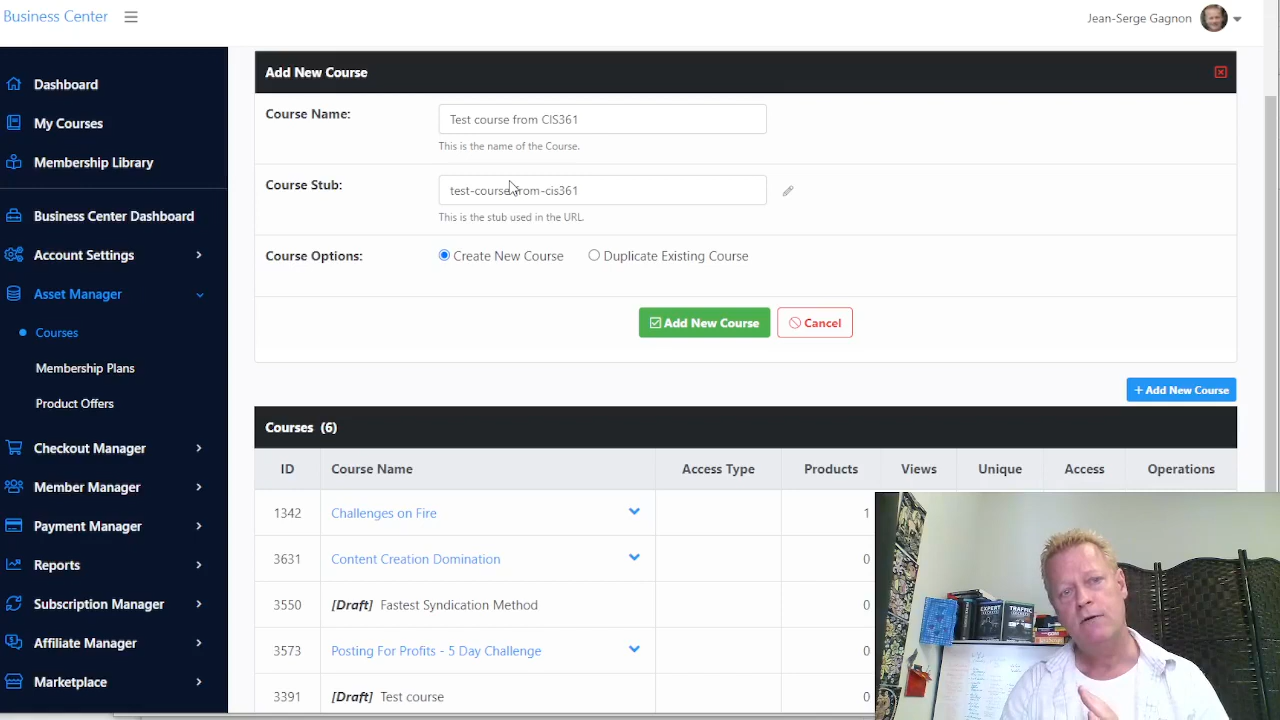 Business Center
Jean-Serge Gagnon
Dashboard
My Courses
Membership Library
Business Center Dashboard
Account Settings
Asset Manager
Courses
Membership Plans
Product Offers
Checkout Manager
Member Manager
Payment Manager
Reports
Subscription Manager
Affiliate Manager
Marketplace
Add New Course
Course Name:
Test course from CIS361
This is the name of the Course.
Course Stub:
test-course-from-cis361
This is the stub used in the URL.
Course Options:
Create New Course Duplicate Existing Course
Add New Course Cancel
+ Add New Course
Courses (6)
ID Course Name Access Type Products Views Unique Access Operations
1342 Challenges on Fire 1
3631 Content Creation Domination 0
3550 [Draft] Fastest Syndication Method 0
3573 Posting For Profits - 5 Day Challenge 0
3391 [Draft] Test course 0
EXPERT
TRAFFIC